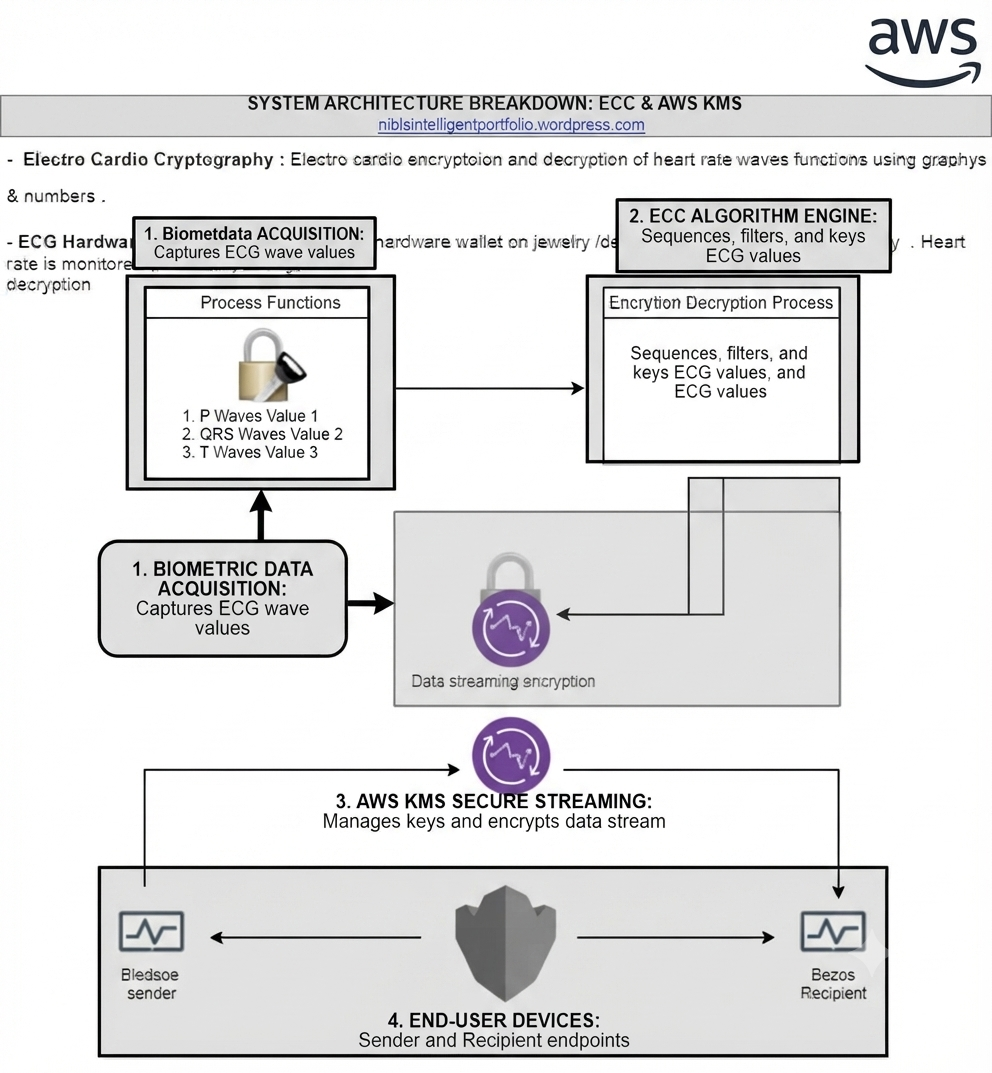 aws
SYSTEM ARCHITECTURE BREAKDOWN: ECC & AWS KMS
niblsintelligentportfolio.wordpress.com
- Electro Cardio Cryptography : Electro cardio encryptoion and decryption of heart rate waves functions using graphys
& numbers .
- ECG Hardwar
hardware wallet on jewelry /de
y . Heart
rate is monitore
decryption
1. Biometdata ACQUISITION:
Captures ECG wave values
2. ECC ALGORITHM ENGINE:
Sequences, filters, and keys
ECG values
Process Functions
1. P Waves Value 1
2. QRS Waves Value 2
3. T Waves Value 3
Encrytion Decryption Process
Sequences, filters, and
keys ECG values, and
ECG values
1. BIOMETRIC DATA
ACQUISITION:
Captures ECG wave
values
Data streaming encryption
3. AWS KMS SECURE STREAMING:
Manages keys and encrypts data stream
Bledsoe
sender
Bezos
Recipient
4. END-USER DEVICES:
Sender and Recipient endpoints